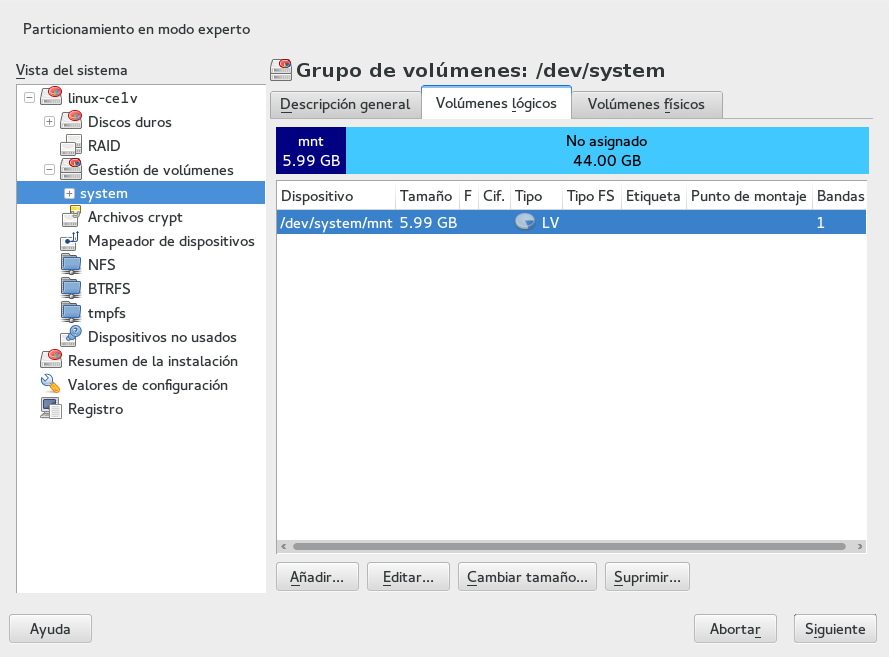 Particionamiento en modo experto
Vista del sistema
linux-ce1v
Discos duros
RAID
Gestión de volúmenes
system
Archivos crypt
Mapeador de dispositivos
NFS
BTRFS
tmpfs
Dispositivos no usados
Resumen de la instalación
Valores de configuración
Registro
Grupo de volúmenes: /dev/system
Descripción general Volúmenes lógicos Volúmenes físicos
mnt
5.99 GB
No asignado
44.00 GB
Dispositivo Tamaño F Cif. Tipo Tipo FS Etiqueta Punto de montaje Bandas
/dev/system/mnt 5.99 GB LV 1
Añadir... Editar... Cambiar tamaño... Suprimir...
Ayuda Abortar Siguiente